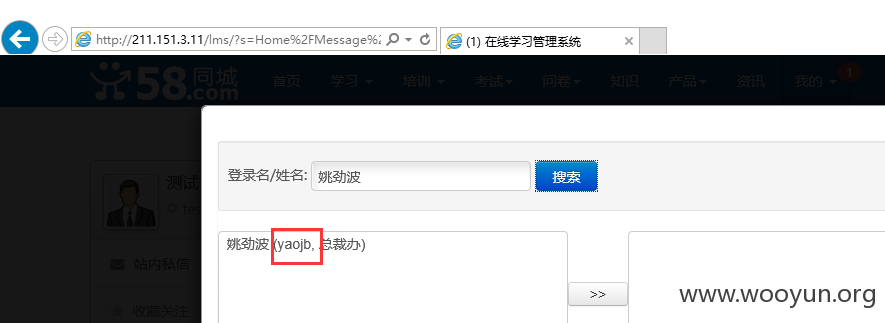 http://211.151.3.11/lms/?s=Home%2FMessage%2
(1) 在线学习管理系统
58同城
.com
首页 学习 培训 考试 问卷 知识 产品 资讯 我的 1
登录名/姓名: 姚劲波 搜索
测试
姚劲波 (yaojb, 总裁办)
站内私信
>>
www.wooyun.org
收藏关注